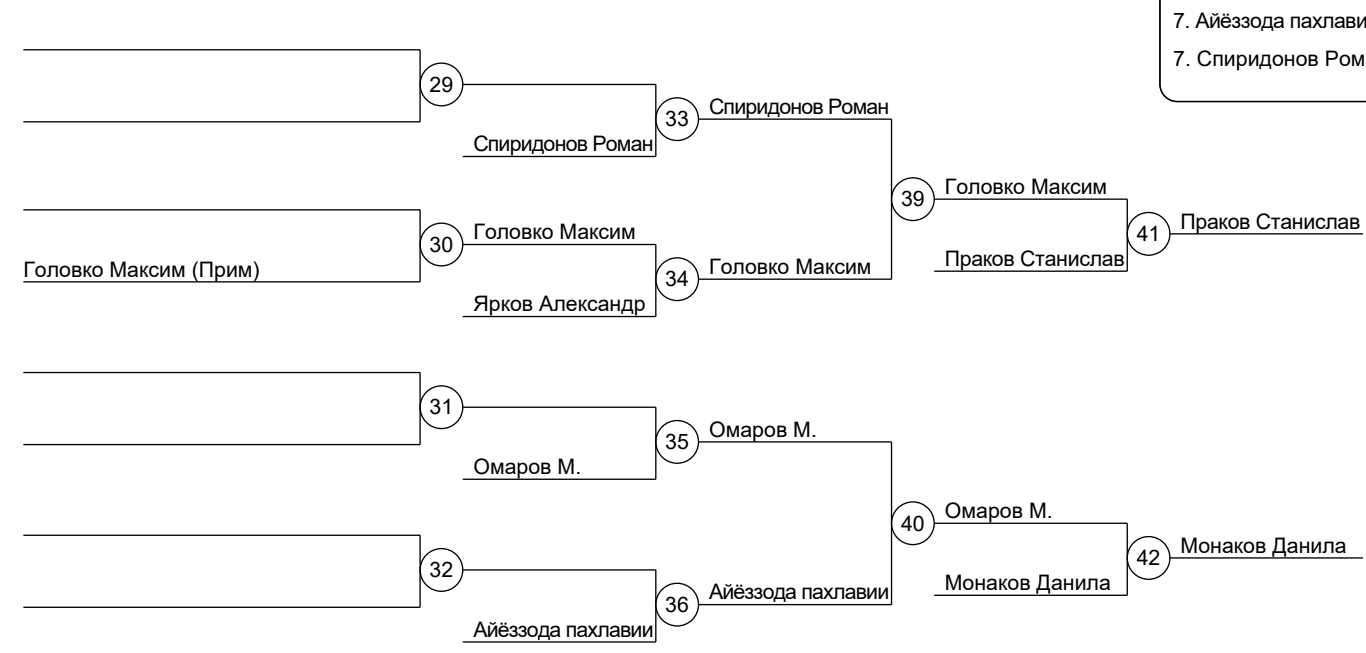 7. Айёззода пахлави
7. Спиридонов Ром
29
33
Спиридонов Роман
Спиридонов Роман
39
Головко Максим
30
Головко Максим
41
Праков Станислав
Праков Станислав
Головко Максим (Прим)
34
Головко Максим
Ярков Александр
31
35
Омаров М.
Омаров М.
40
Омаров М.
42
Монаков Данила
Монаков Данила
32
36
Айёззода пахлавии
Айёззода пахлавии